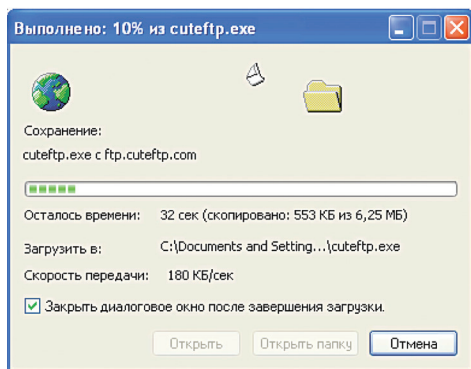 Выполнено: 10% из cuteftp.exe
Сохранение:
cuteftp.exe с ftp.cuteftp.com
Осталось времени: 32 сек (скопировано: 553 КБ из 6,25 МБ)
Загрузить в: C:\Documents and Setting...\cuteftp.exe
Скорость передачи: 180 КБ/сек
Закрыть диалоговое окно после завершения загрузки.
Открыть Открыть папку Отмена